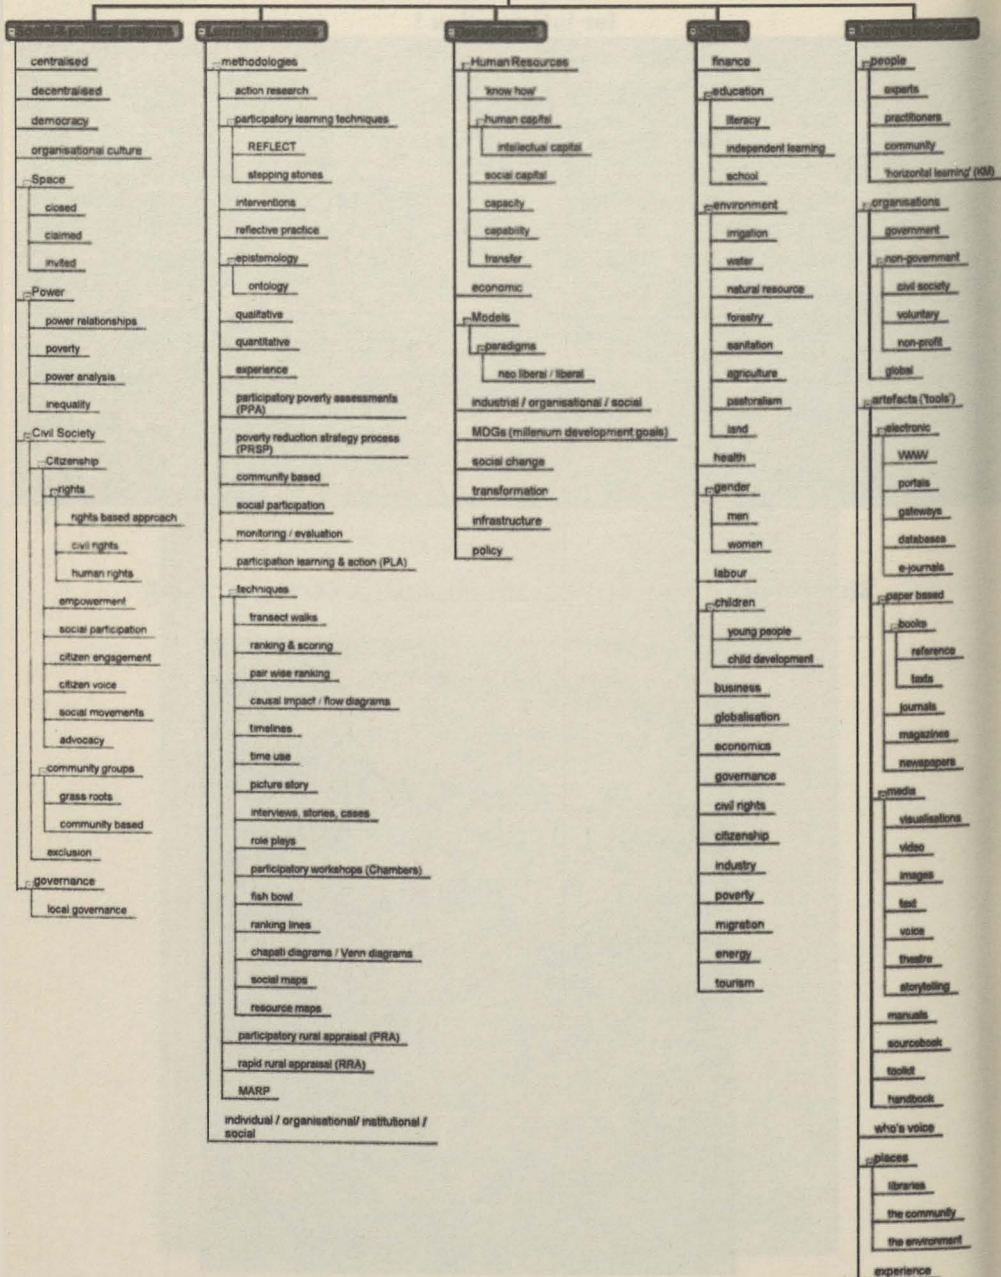 Social & political systems
centralised
decentralised
democracy
organisational culture
Space
closed
claimed
invited
Power
power relationships
poverty
power analysis
inequality
Civil Society
Citizenship
rights
rights based approach
civil rights
human rights
empowerment
social participation
citizen engagement
citizen voice
social movements
advocacy
community groups
grass roots
community based
exclusion
governance
local governance
Learning methods
methodologies
action research
participatory learning techniques
REFLECT
stepping stones
interventions
reflective practice
epistemology
ontology
qualitative
quantitative
experience
participatory poverty assessments
(PPA)
poverty reduction strategy process
(PRSP)
community based
social participation
monitoring / evaluation
participation learning & action (PLA)
techniques
transect walks
ranking & scoring
pair wise ranking
causal impact / flow diagrams
timelines
time use
picture story
interviews, stories, cases
role plays
participatory workshops (Chambers)
fish bowl
ranking lines
chapati diagrams / Venn diagrams
social maps
resource maps
participatory rural appraisal (PRA)
rapid rural appraisal (RRA)
MARP
individual / organisational/ institutional /
social
Development
Human Resources
'know how'
human capital
intellectual capital
social capital
capacity
capability
transfer
economic
Models
paradigms
neo liberal / liberal
industrial / organisational / social
MDGs (millenium development goals)
social change
transformation
infrastructure
policy
Topics
finance
education
literacy
independent learning
school
environment
irrigation
water
natural resource
forestry
sanitation
agriculture
pastoralism
land
health
gender
men
women
labour
children
young people
child development
business
globalisation
economics
governance
civil rights
citizenship
industry
poverty
migration
energy
tourism
Learning
people
experts
practitioners
community
'horizontal learning' (KM)
organisations
government
non-government
civil society
voluntary
non-profit
global
artefacts ('tools')
electronic
WWW
portals
gateways
databases
e-journals
paper based
books
reference
texts
journals
magazines
newspapers
media
visualisations
video
images
text
voice
theatre
storytelling
manuals
sourcebook
toolkit
handbook
who's voice
places
libraries
the community
the environment
experience